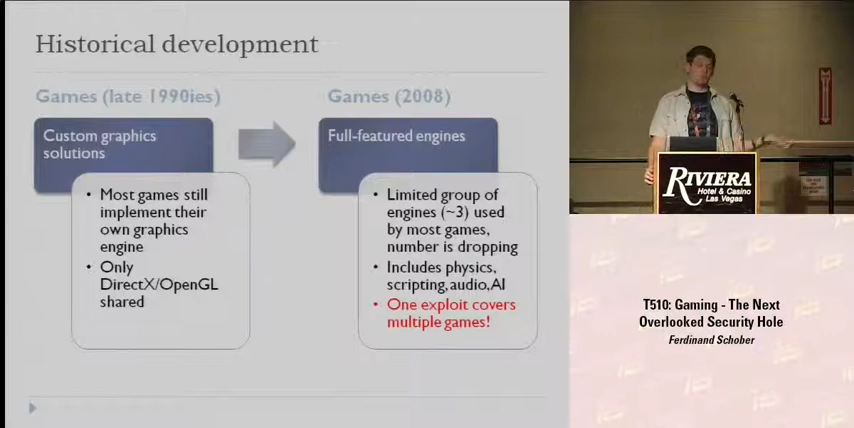 Historical development
Games (late 1990ies)
Custom graphics
solutions
• Most games still
implement their
own graphics
engine
• Only
DirectX/OpenGL
shared
Games (2008)
Full-featured engines
• Limited group of
engines (~3) used
by most games,
number is dropping
• Includes physics,
scripting, audio, AI
• One exploit covers
multiple games!
RIVIERA
Hotel & Casino
Las Vegas
T510: Gaming - The Next
Overlooked Security Hole
Ferdinand Schober